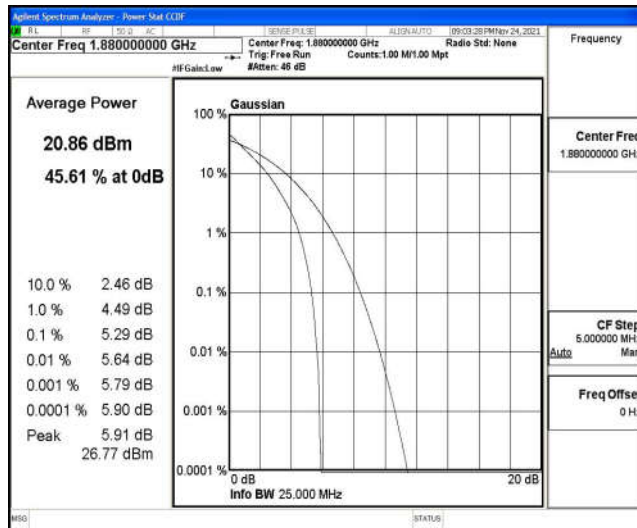 Agilent Spectrum Analyzer - Power Stat CCDF
RL RF 50 Ω AC SENSE:PULSE ALIGN AUTO 09:03:28 PM Nov 24, 2021
Center Freq 1.880000000 GHz
Center Freq: 1.880000000 GHz Radio Std: None
Trig: Free Run Counts:1.00 M/1.00 Mpt
#IFGain:Low #Atten: 46 dB
Frequency
Average Power
20.86 dBm
45.61 % at 0dB
10.0 % 2.46 dB
1.0 % 4.49 dB
0.1 % 5.29 dB
0.01 % 5.64 dB
0.001 % 5.79 dB
0.0001 % 5.90 dB
Peak 5.91 dB
26.77 dBm
Gaussian
100 %
10 %
1 %
0.1 %
0.01 %
0.001 %
0.0001 %
0 dB 20 dB
Info BW 25.000 MHz
Center Freq
1.880000000 GHz
CF Step
5.000000 MHz
Auto Man
Freq Offset
0 Hz
MSG STATUS